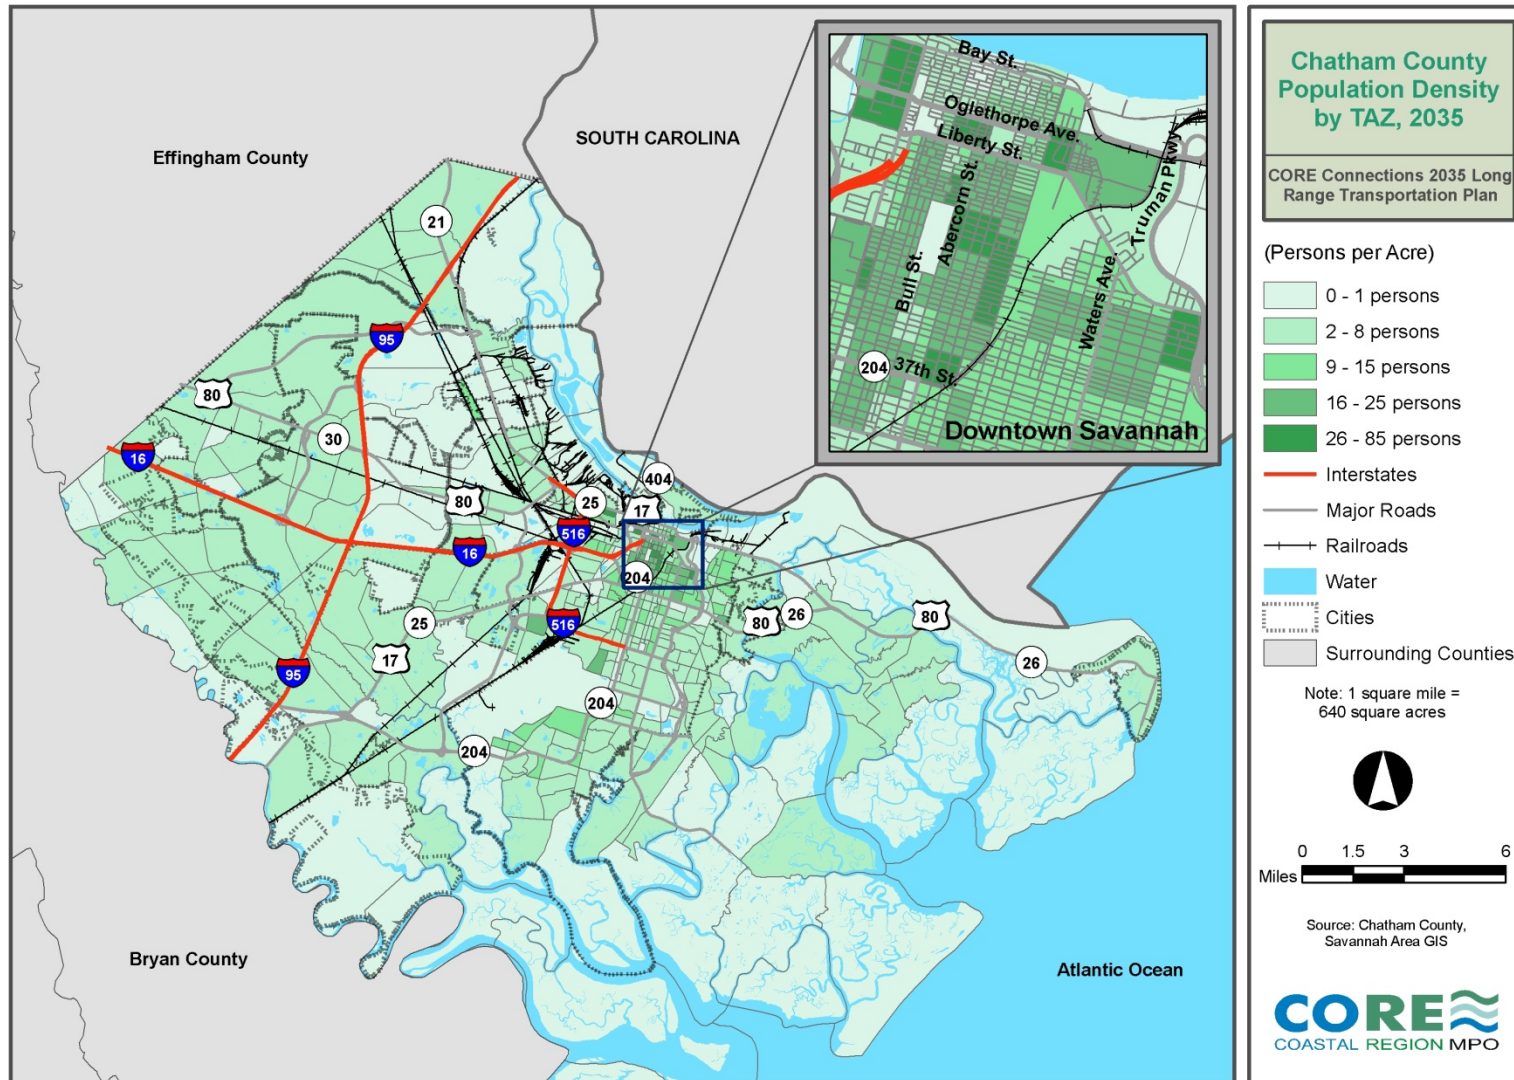 Effingham County
SOUTH CAROLINA
21
95
80
30
16
80
25
404
17
516
16
204
25
516
17
95
80
26
80
26
204
204
Bryan County
Atlantic Ocean
Bay St.
Oglethorpe Ave.
Liberty St.
Abercorn St.
Bull St.
Truman Pkwy
Waters Ave.
204
37th St.
Downtown Savannah
Chatham County
Population Density
by TAZ, 2035
CORE Connections 2035 Long
Range Transportation Plan
(Persons per Acre)
0 - 1 persons
2 - 8 persons
9 - 15 persons
16 - 25 persons
26 - 85 persons
Interstates
Major Roads
Railroads
Water
Cities
Surrounding Counties
Note: 1 square mile =
640 square acres
0 1.5 3 6
Miles
Source: Chatham County,
Savannah Area GIS
CORE
COASTAL REGION MPO